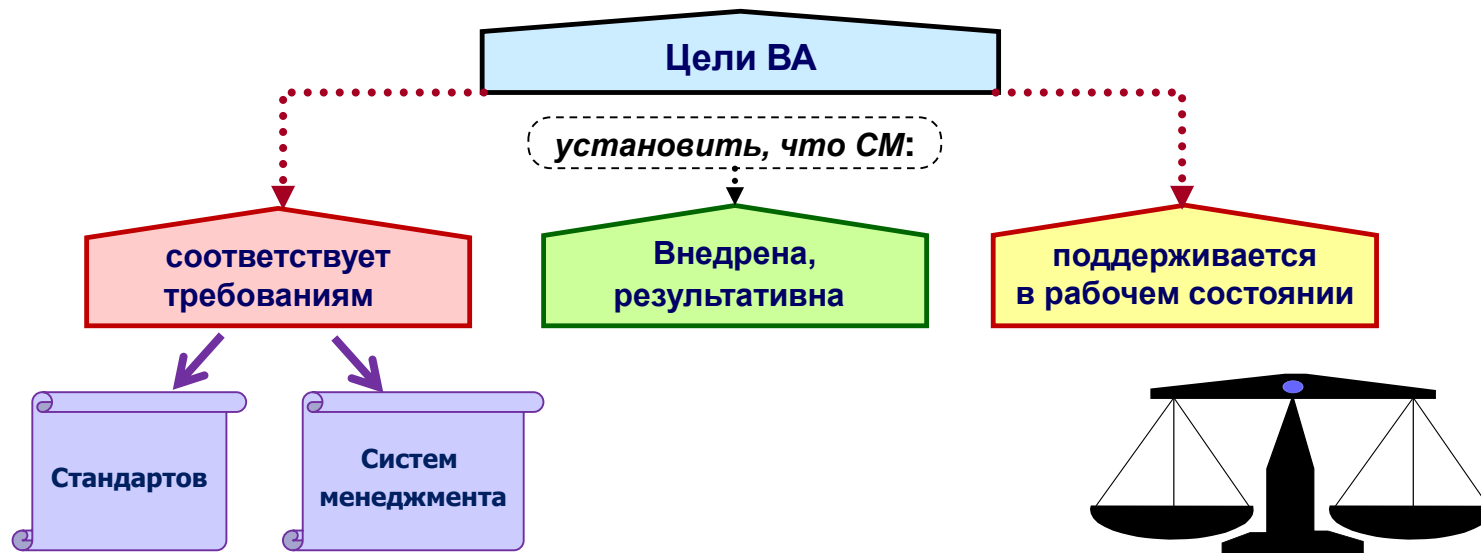 Цели ВА
установить, что СМ:
соответствует
требованиям
Внедрена,
результативна
поддерживается
в рабочем состоянии
Стандартов
Систем
менеджмента